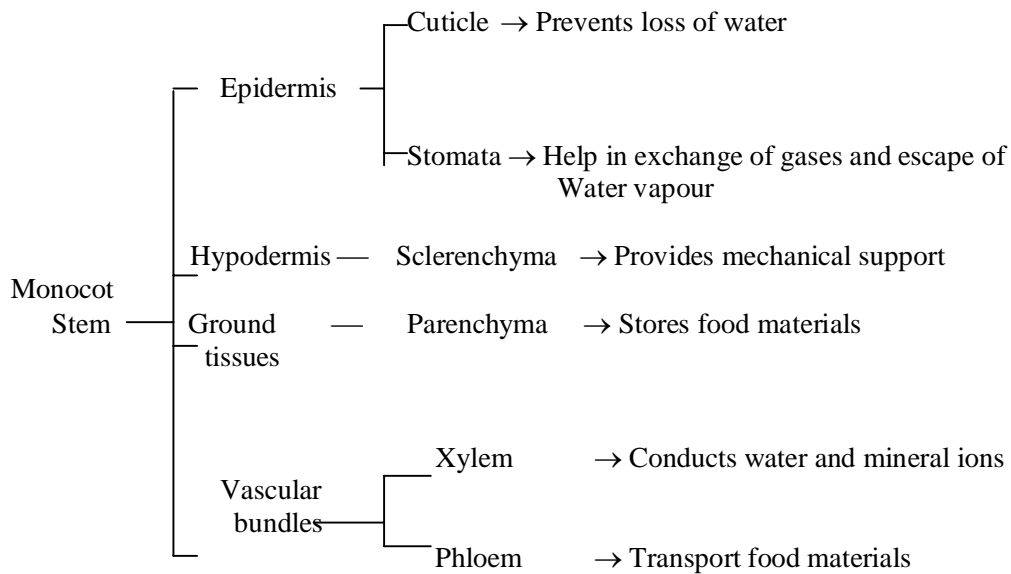 Cuticle → Prevents loss of water
Epidermis
Stomata → Help in exchange of gases and escape of
Water vapour
Hypodermis — Sclerenchyma → Provides mechanical support
Monocot
Stem
Ground — Parenchyma → Stores food materials
tissues
Xylem → Conducts water and mineral ions
Vascular
bundles
Phloem → Transport food materials